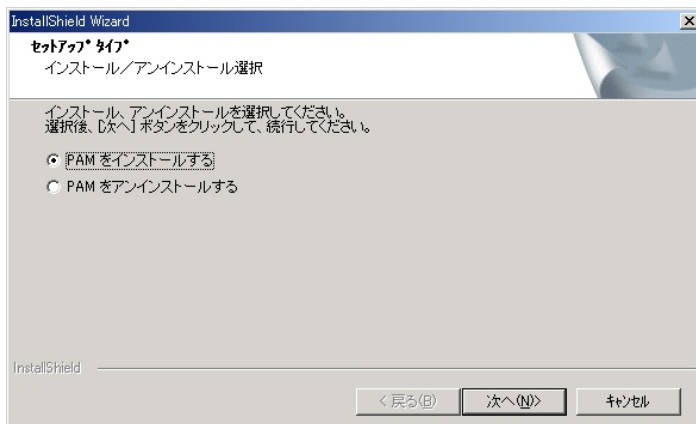 InstallShield Wizard
セットアップ タイプ
インストール／アンインストール選択
インストール、アンインストールを選択してください。
選択後、[次へ] ボタンをクリックして、続行してください。
PAM をインストールする
PAM をアンインストールする
InstallShield
< 戻る(B)
次へ(N)>
キャンセル